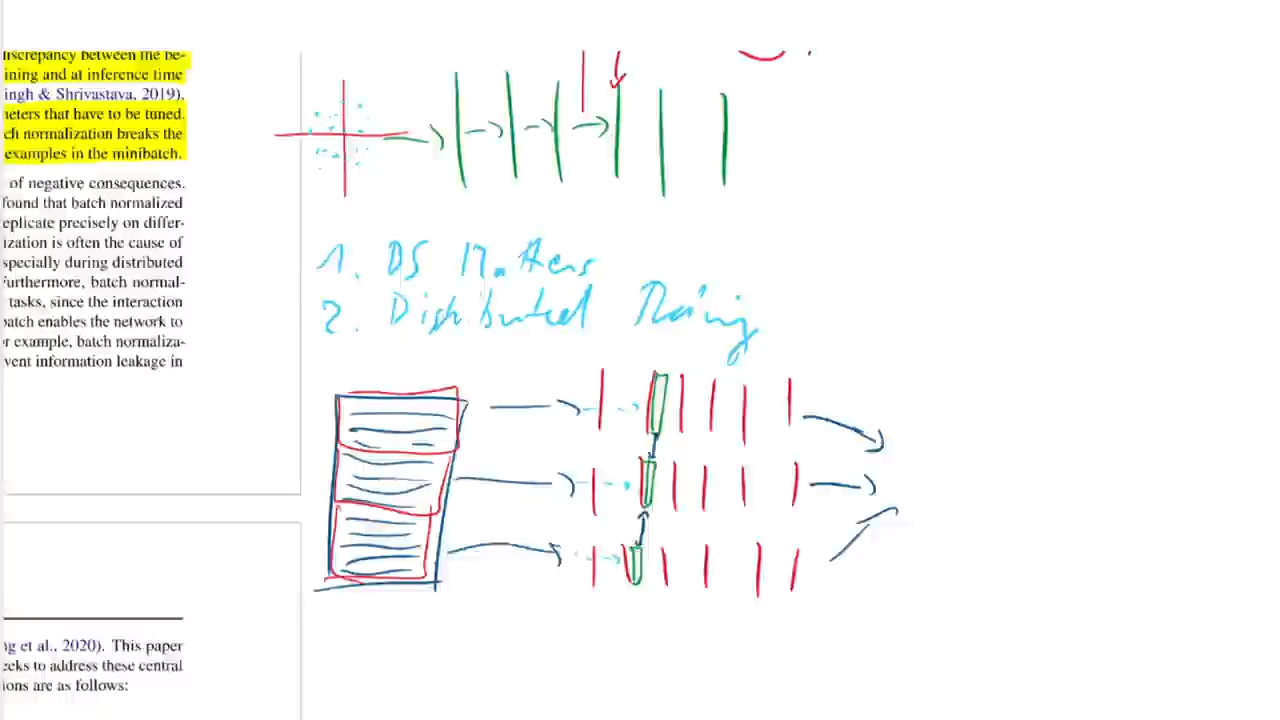 discrepancy between the be-
ining and at inference time
ingh & Shrivastava, 2019),
neters that have to be tuned.
ch normalization breaks the
examples in the minibatch.
of negative consequences.
found that batch normalized
eplicate precisely on differ-
ization is often the cause of
specially during distributed
Furthermore, batch normal-
tasks, since the interaction
batch enables the network to
or example, batch normaliza-
vent information leakage in
ng et al., 2020). This paper
eeks to address these central
ions are as follows:
1. BS Matters
2. Distributed Training